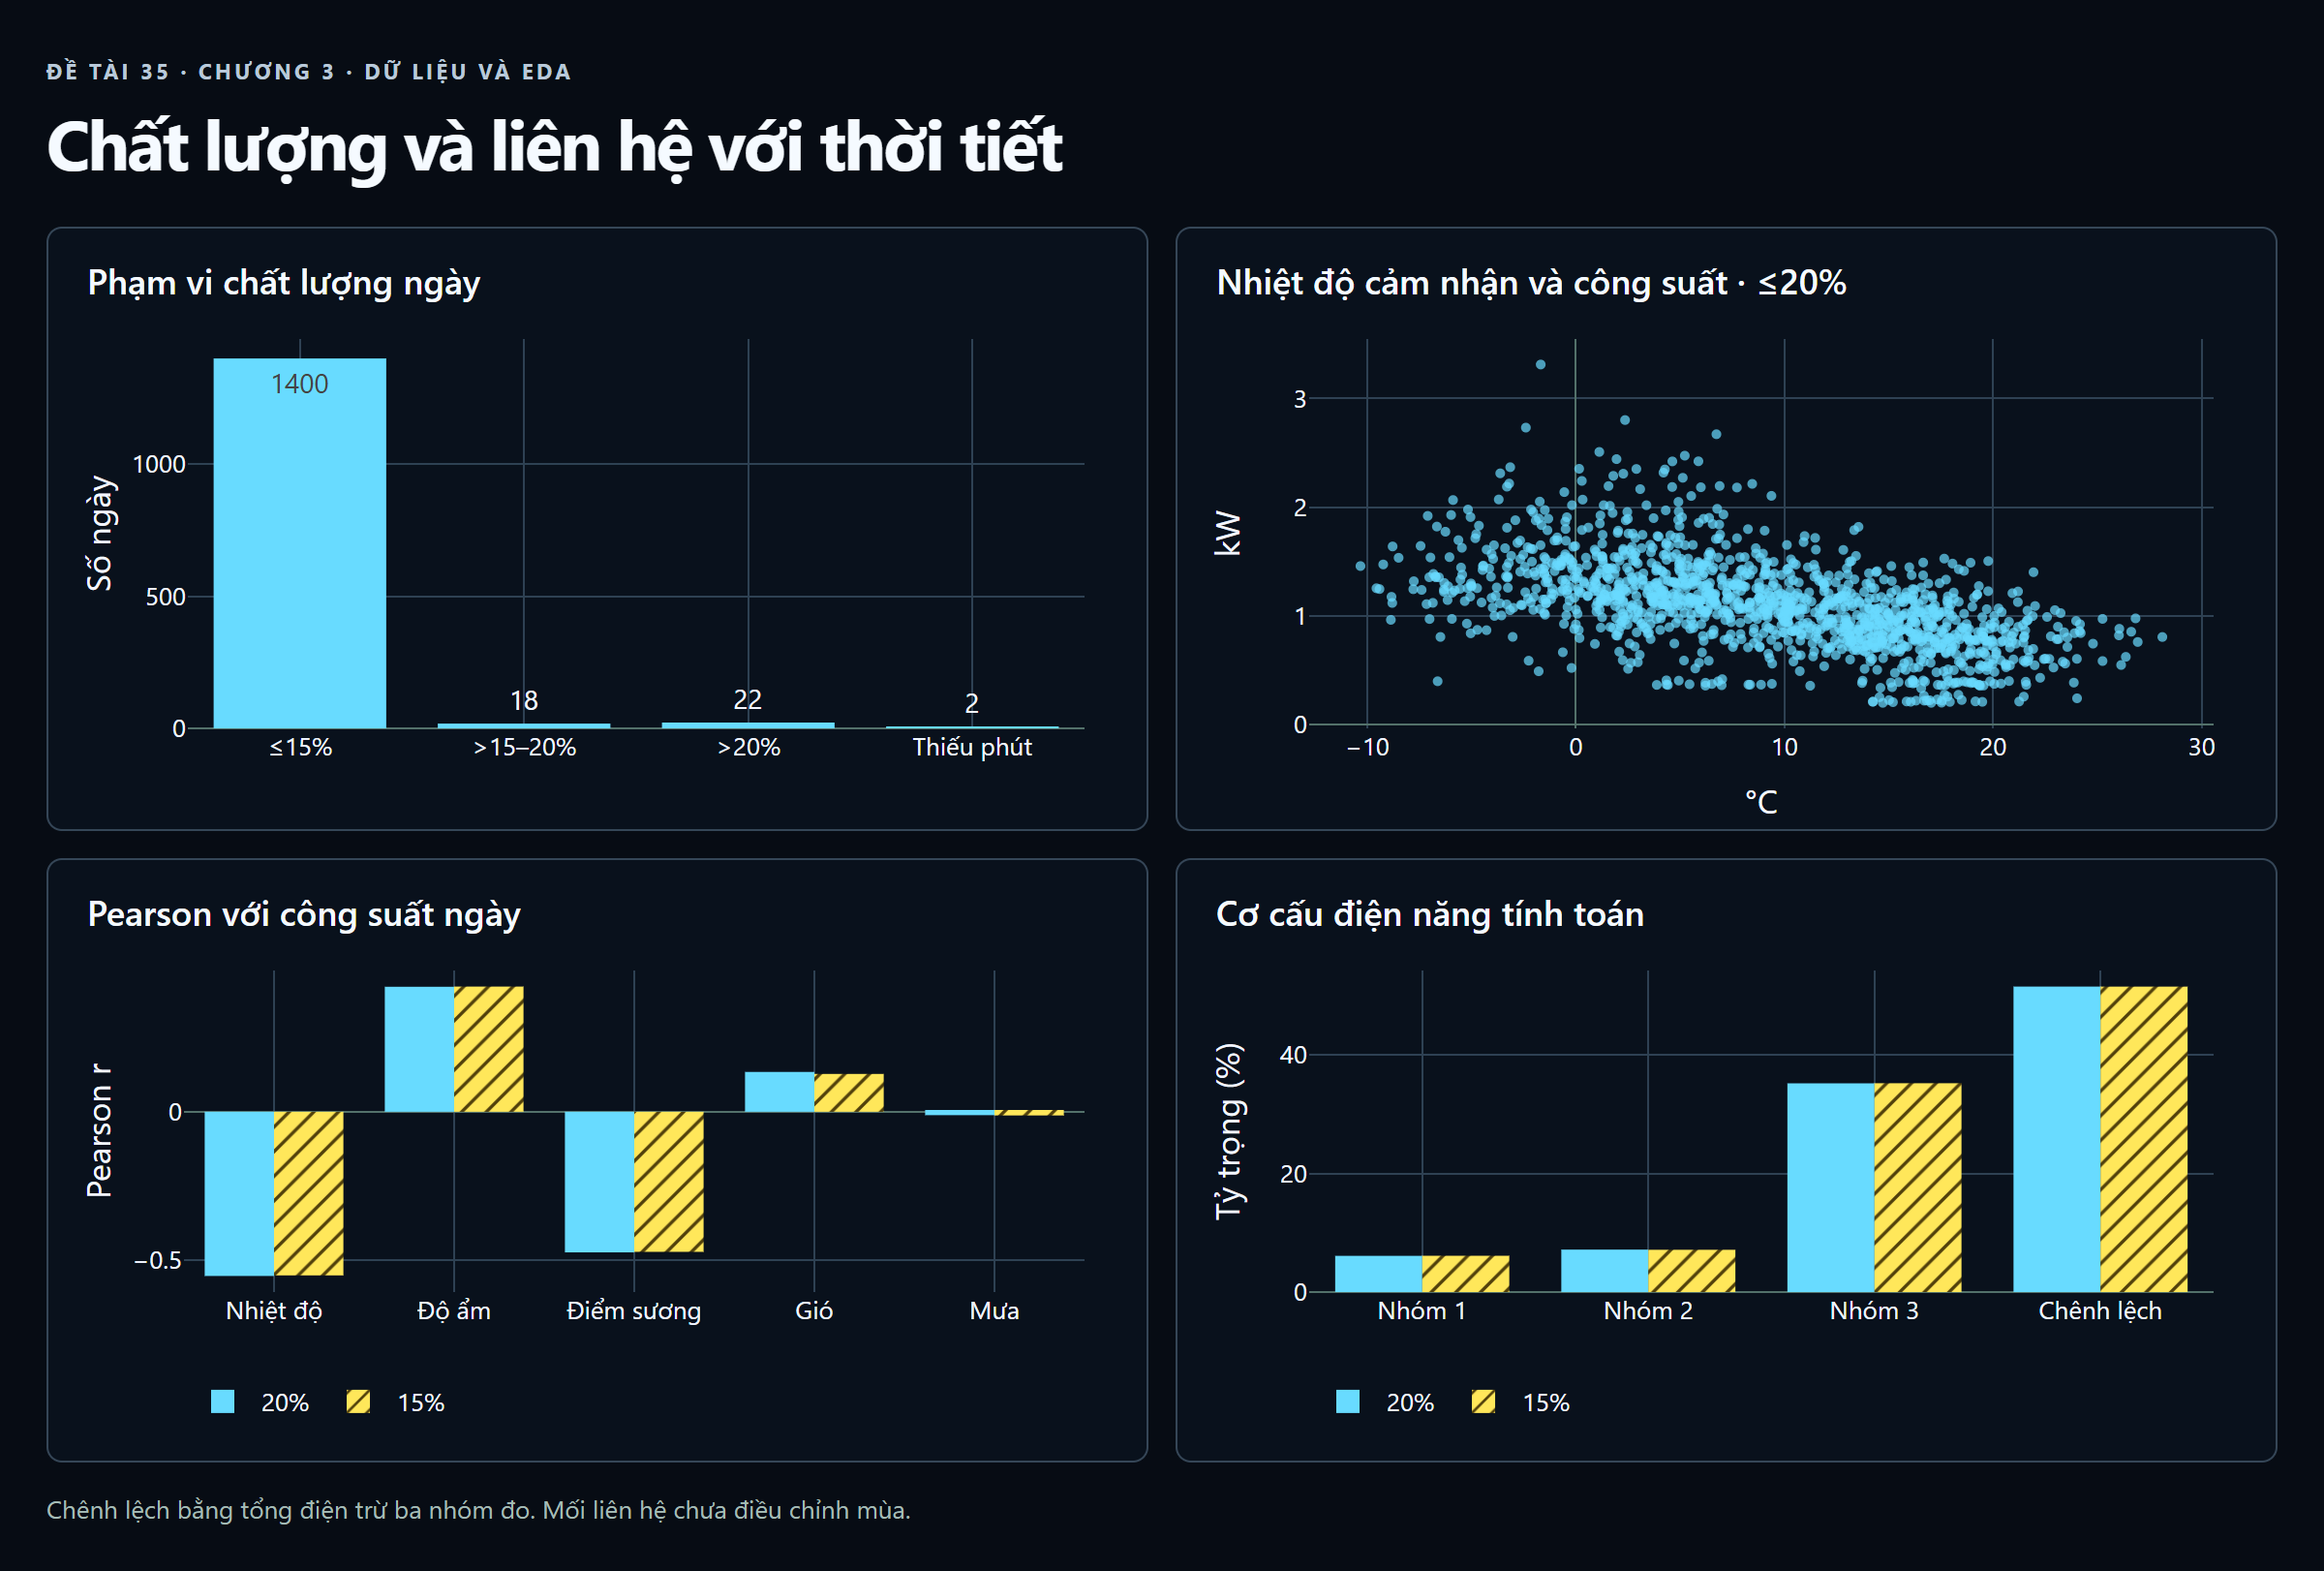 ĐỀ TÀI 35 · CHƯƠNG 3 · DỮ LIỆU VÀ EDA
Chất lượng và liên hệ với thời tiết
Phạm vi chất lượng ngày
Số ngày
1000
500
0
1400
18
22
2
≤15%
>15–20%
>20%
Thiếu phút
Nhiệt độ cảm nhận và công suất · ≤20%
kW
3
2
1
0
−10
0
10
20
30
°C
Pearson với công suất ngày
Pearson r
0
−0.5
Nhiệt độ
Độ ẩm
Điểm sương
Gió
Mưa
20%
15%
Cơ cấu điện năng tính toán
Tỷ trọng (%)
40
20
0
Nhóm 1
Nhóm 2
Nhóm 3
Chênh lệch
20%
15%
Chênh lệch bằng tổng điện trừ ba nhóm đo. Mối liên hệ chưa điều chỉnh mùa.